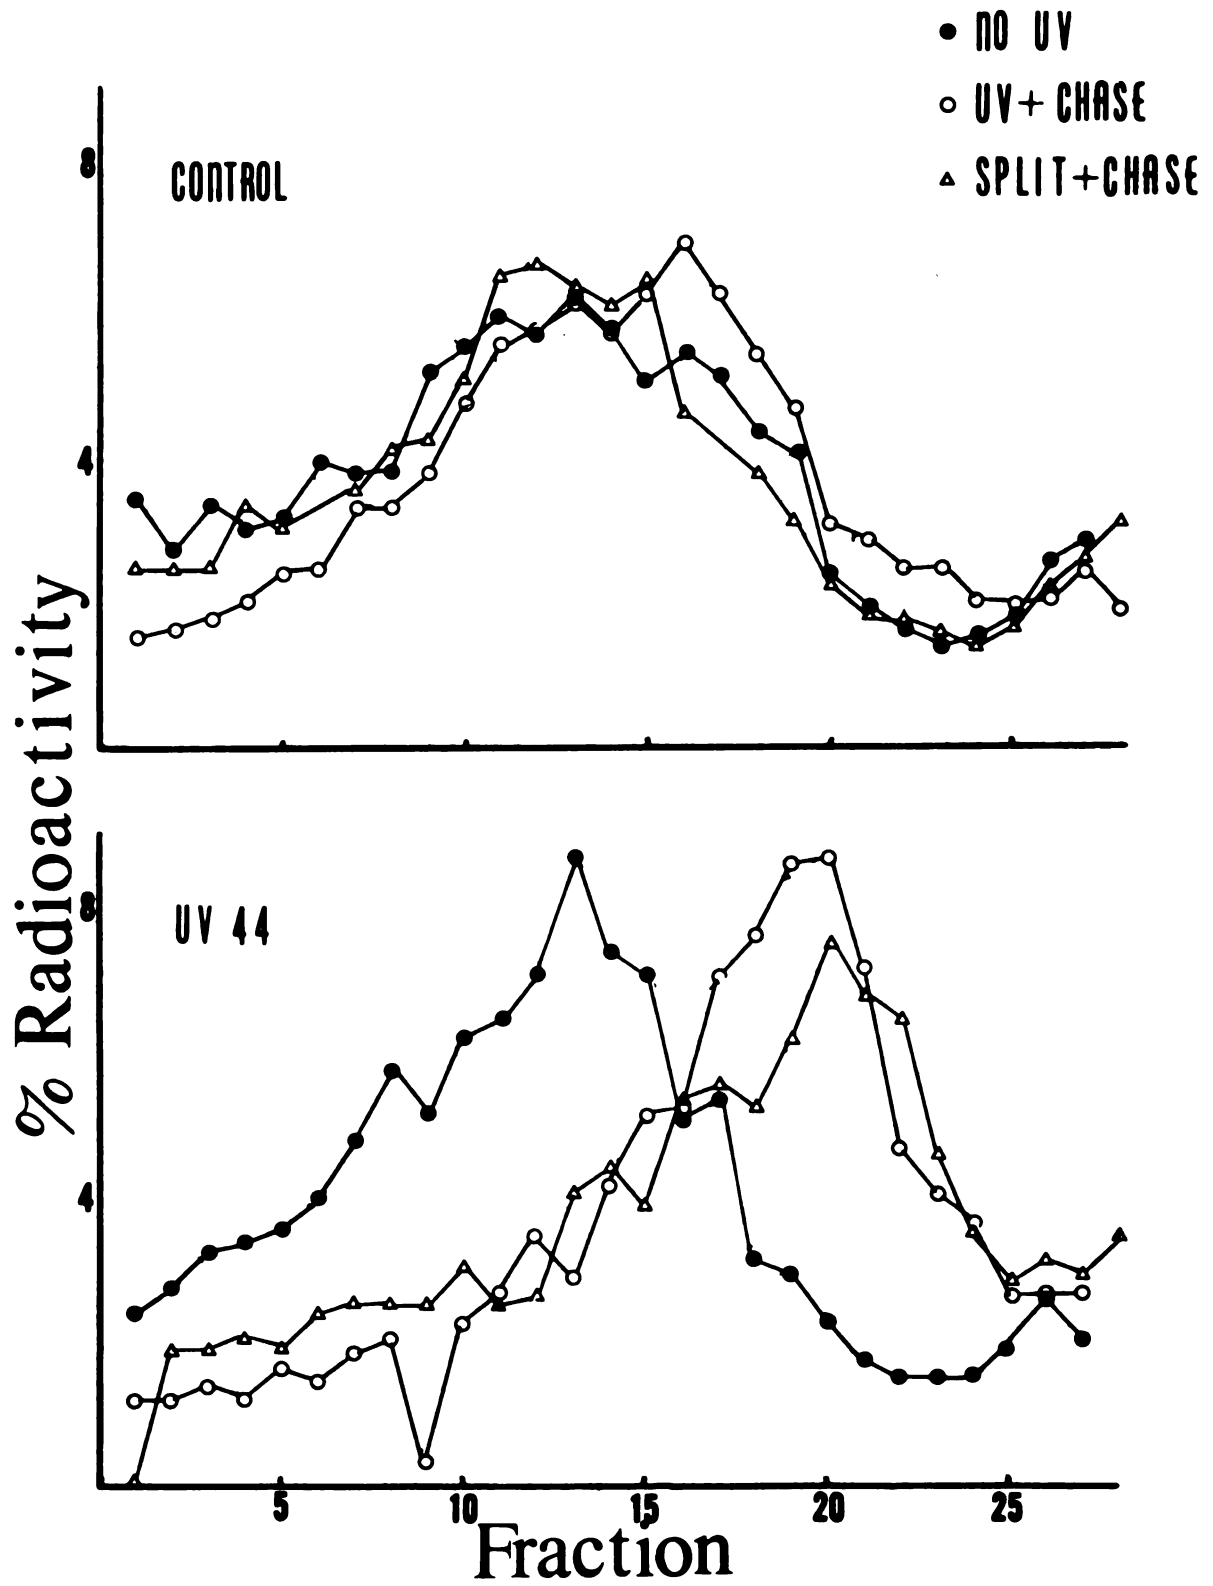 NO UV
UV + CHASE
SPLIT + CHASE
8
CONTROL
4
% Radioactivity
8
UV 44
4
5 10 15 20 25
Fraction